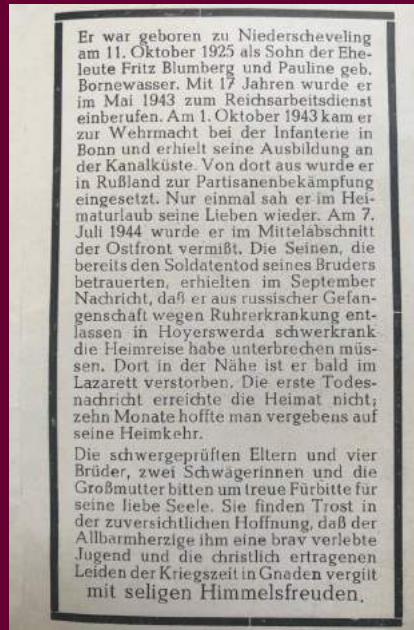 Er war geboren zu Niederscheveling
am 11. Oktober 1925 als Sohn der Ehe-
leute Fritz Blumberg und Pauline geb.
Bornewasser. Mit 17 Jahren wurde er
im Mai 1943 zum Reichsarbeitsdienst
einberufen. Am 1. Oktober 1943 kam er
zur Wehrmacht bei der Infanterie in
Bonn und erhielt seine Ausbildung an
der Kanalküste. Von dort aus wurde er
in Rußland zur Partisanenbekämpfung
eingesetzt. Nur einmal sah er im Hei-
maturlaub seine Lieben wieder. Am 7.
Juli 1944 wurde er im Mittelabschnitt
der Ostfront vermißt. Die Seinen, die
bereits den Soldatentod seines Bruders
betrauerten, erhielten im September
Nachricht, daß er aus russischer Gefan-
genschaft wegen Ruhrerkrankung ent-
lassen in Hoyerswerda schwerkrank
die Heimreise habe unterbrechen müs-
sen. Dort in der Nähe ist er bald im
Lazarett verstorben. Die erste Todes-
nachricht erreichte die Heimat nicht;
zehn Monate hoffte man vergebens auf
seine Heimkehr.
Die schwergeprüften Eltern und vier
Brüder, zwei Schwägerinnen und die
Großmutter bitten um treue Fürbitte für
seine liebe Seele. Sie finden Trost in
der zuversichtlichen Hoffnung, daß der
Allbarmherzige ihm eine brav verlebte
Jugend und die christlich ertragenen
Leiden der Kriegszeit in Gnaden vergilt
mit seligen Himmelsfreuden.